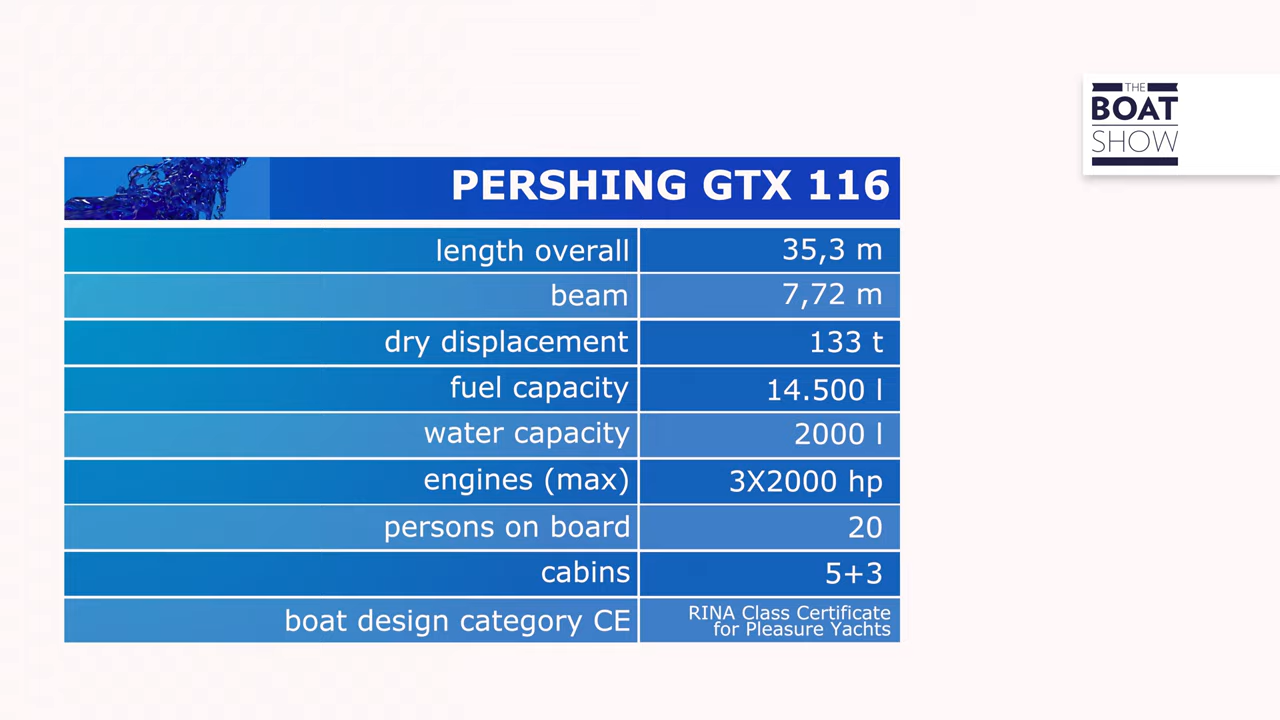 THE
BOAT
SHOW
PERSHING GTX 116
length overall 35,3 m
beam 7,72 m
dry displacement 133 t
fuel capacity 14.500 l
water capacity 2000 l
engines (max) 3X2000 hp
persons on board 20
cabins 5+3
boat design category CE RINA Class Certificate
for Pleasure Yachts